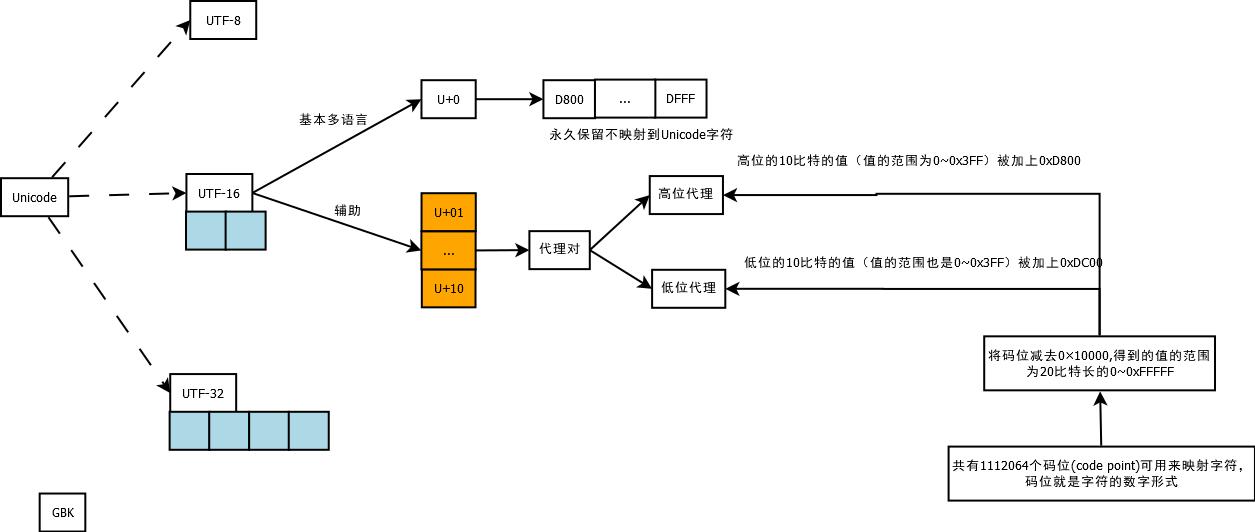 UTF-8
U+0
D800
...
DFFF
基本多语言
永久保留不映射到Unicode字符
高位的10比特的值（值的范围为0~0x3FF）被加上0xD800
Unicode
UTF-16
高位代理
辅助
U+01
...
U+10
代理对
低位的10比特的值（值的范围也是0~0x3FF）被加上0xDC00
低位代理
将码位减去0×10000,得到的值的范围
为20比特长的0~0xFFFFF
UTF-32
共有1112064个码位(code point)可用来映射字符，
码位就是字符的数字形式
GBK